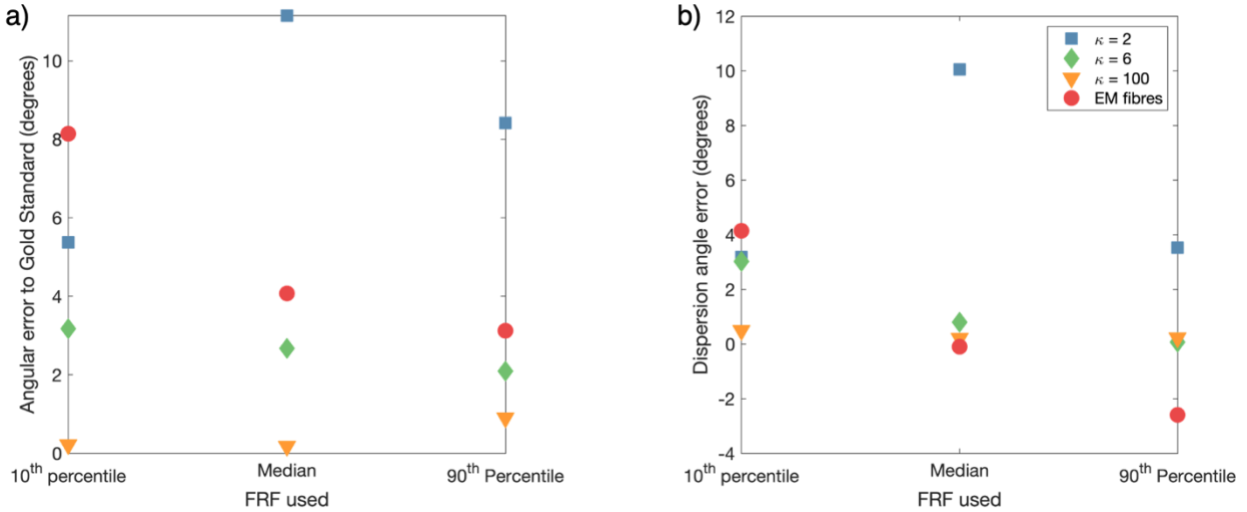 a)
Angular error to Gold Standard (degrees)
10
8
6
4
2
0
10th percentile
Median
90th Percentile
FRF used
b)
Dispersion angle error (degrees)
12
10
8
6
4
2
0
-2
-4
10th percentile
Median
90th Percentile
FRF used
κ = 2
κ = 6
κ = 100
EM fibres